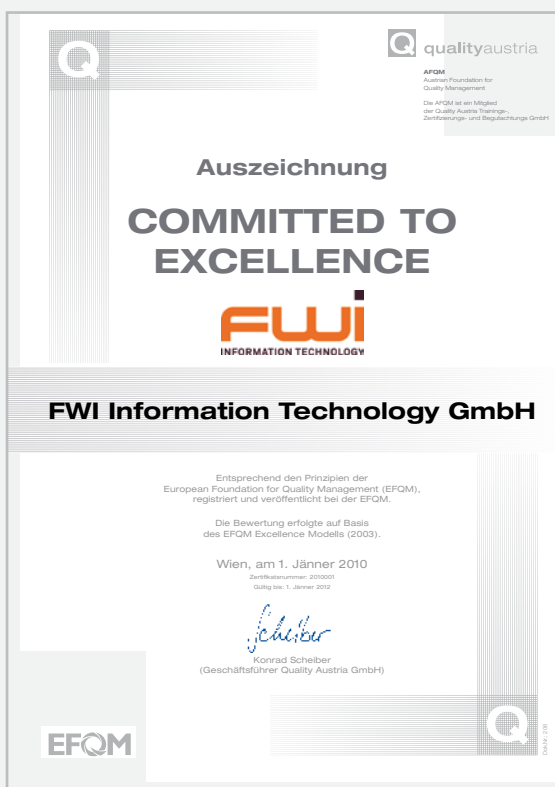 Q
Q qualityaustria
AFQM
Austrian Foundation for
Quality Management
Die AFQM ist ein Mitglied
der Quality Austria Trainings-,
Zertifizierungs- und Begutachtungs GmbH
Auszeichnung
COMMITTED TO
EXCELLENCE
FWI
INFORMATION TECHNOLOGY
FWI Information Technology GmbH
Entsprechend den Prinzipien der
European Foundation for Quality Management (EFQM),
registriert und veröffentlicht bei der EFQM.
Die Bewertung erfolgte auf Basis
des EFQM Excellence Modells (2003).
Wien, am 1. Jänner 2010
Zertifikatsnummer: 2010001
Gültig bis: 1. Jänner 2012
Scheiber
Konrad Scheiber
(Geschäftsführer Quality Austria GmbH)
EFQM
Q